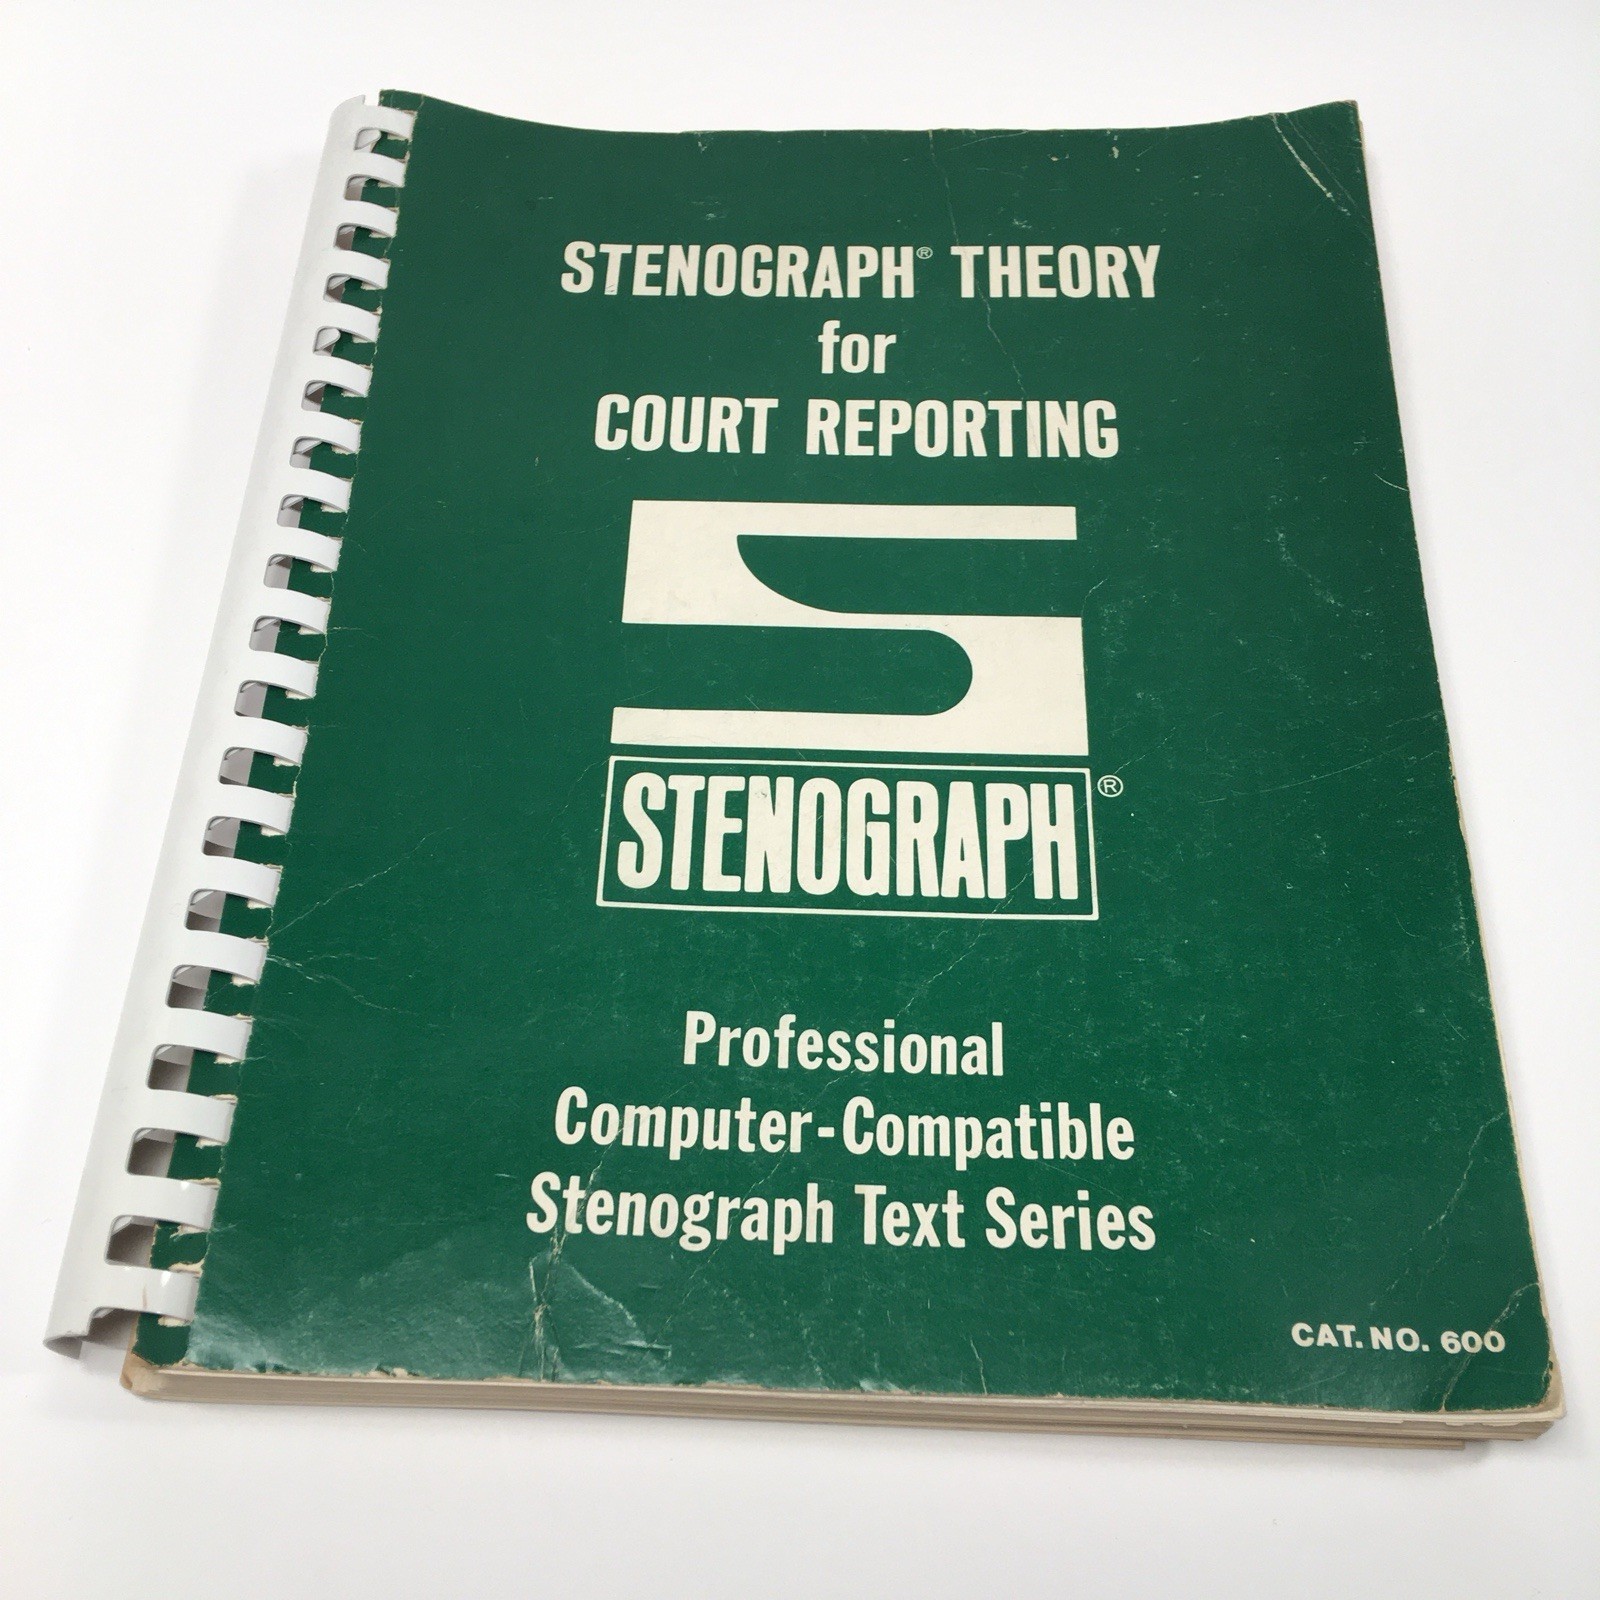 STENOGRAPH® THEORY
for
COURT REPORTING
STENOGRAPH®
Professional
Computer-Compatible
Stenograph Text Series
CAT. NO. 600